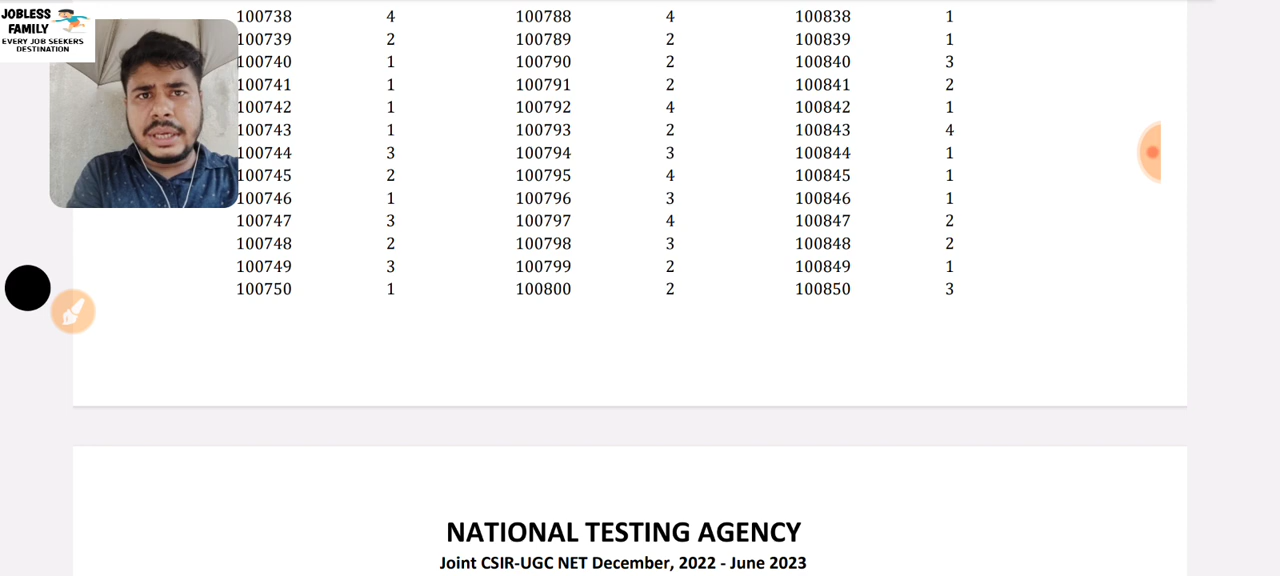 JOBLESS
FAMILY
EVERY JOB SEEKERS
DESTINATION
100738 4 100788 4 100838 1
100739 2 100789 2 100839 1
100740 1 100790 2 100840 3
100741 1 100791 2 100841 2
100742 1 100792 4 100842 1
100743 1 100793 2 100843 4
100744 3 100794 3 100844 1
100745 2 100795 4 100845 1
100746 1 100796 3 100846 1
100747 3 100797 4 100847 2
100748 2 100798 3 100848 2
100749 3 100799 2 100849 1
100750 1 100800 2 100850 3
NATIONAL TESTING AGENCY
Joint CSIR-UGC NET December, 2022 - June 2023